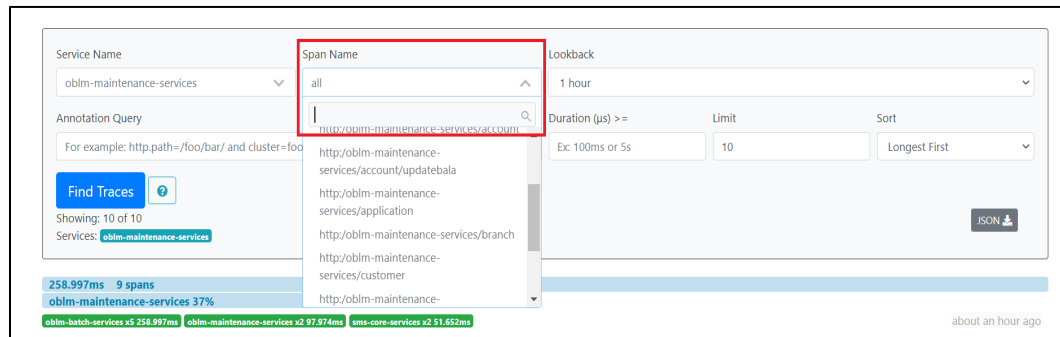 Service Name
Span Name
Lookback
oblm-maintenance-services
all
1 hour
http:/oblm-maintenance-services/account
Annotation Query
Duration (µs) >=
Limit
Sort
For example: http.path=/foo/bar/ and cluster=foo
http:/oblm-maintenance-
services/account/updatebala
Ex: 100ms or 5s
10
Longest First
http:/oblm-maintenance-
services/application
Find Traces
?
Showing: 10 of 10
JSON
http:/oblm-maintenance-services/branch
Services: oblm-maintenance-services
http:/oblm-maintenance-
services/customer
258.997ms 9 spans
http:/oblm-maintenance-
oblm-maintenance-services 37%
oblm-batch-services x5 258.997ms oblm-maintenance-services x2 97.974ms sms-core-services x2 51.652ms
about an hour ago